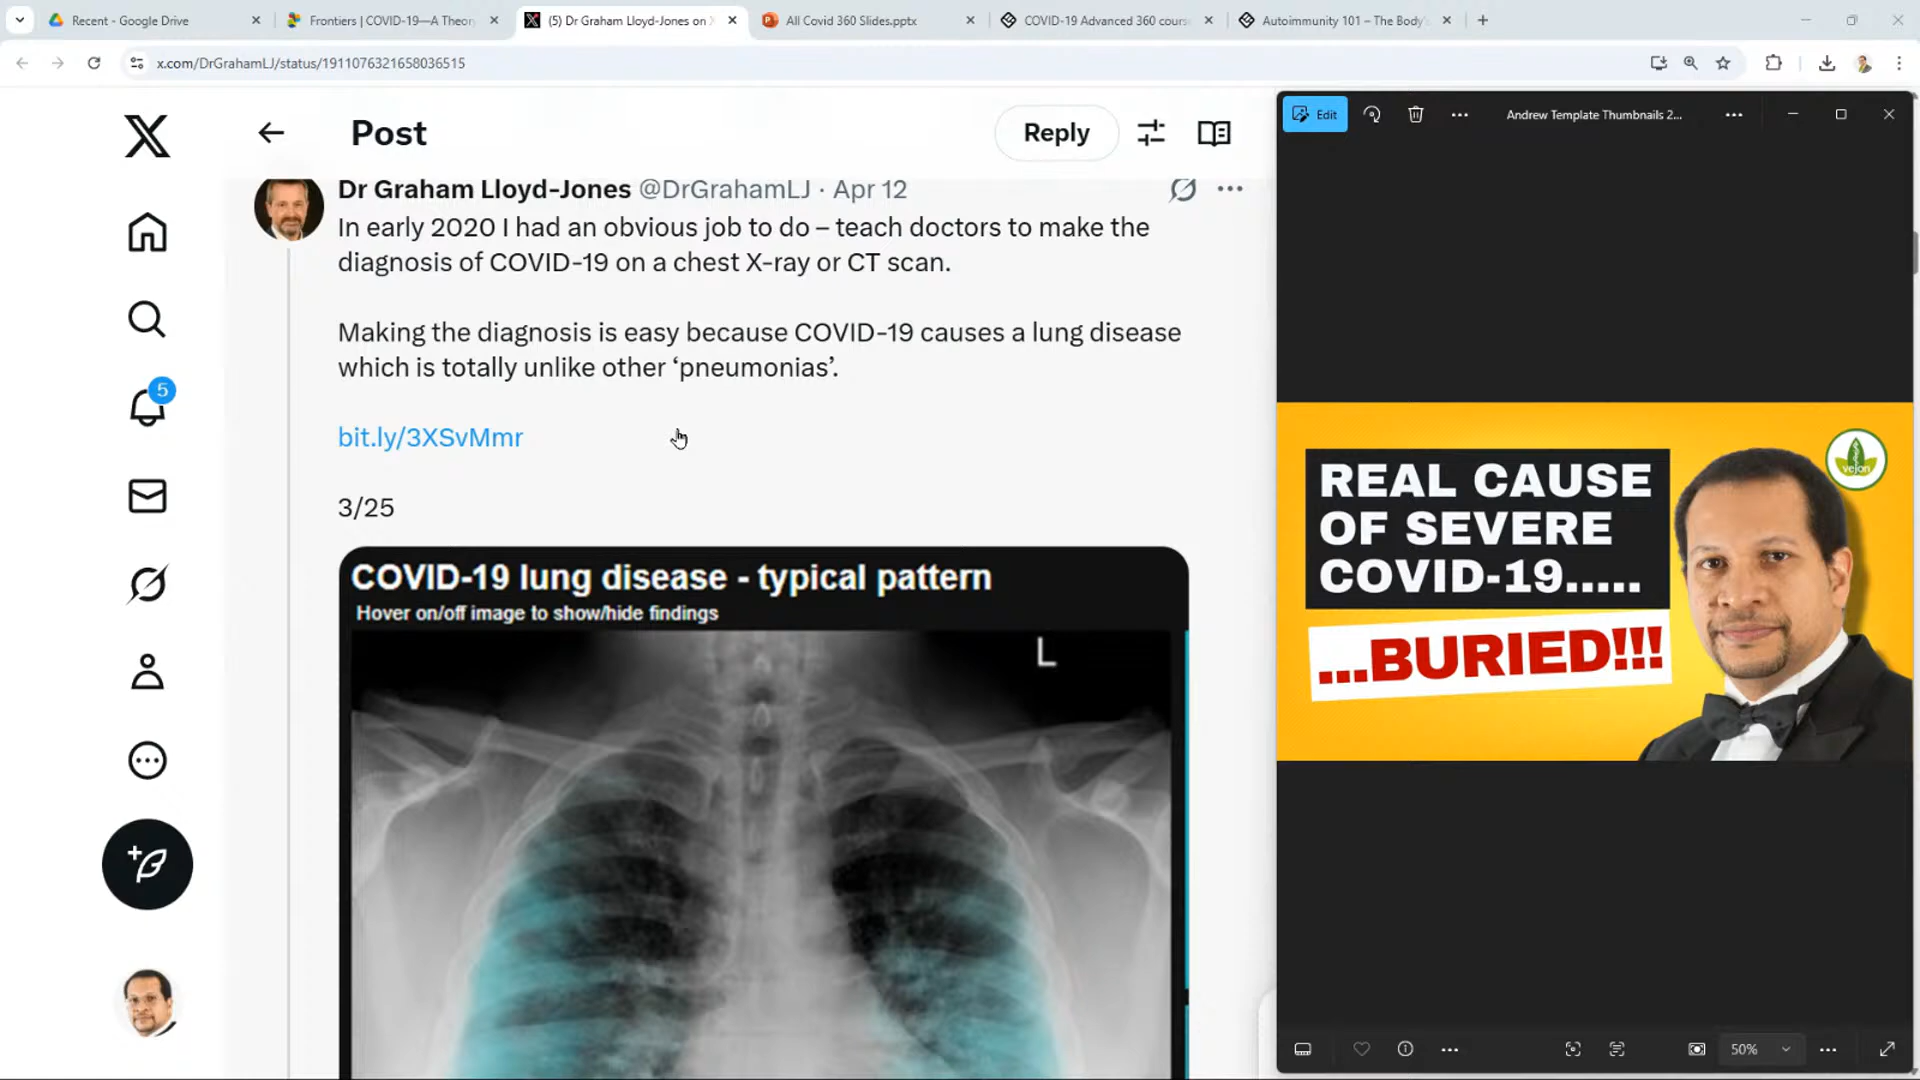 Recent - Google Drive
Frontiers | COVID-19—A Theory
(5) Dr Graham Lloyd-Jones on X
All Covid 360 Slides.pptx
COVID-19 Advanced 360 course
Autoimmunity 101 – The Body's
x.com/DrGrahamLJ/status/1911076321658036515
Post
Reply
Dr Graham Lloyd-Jones @DrGrahamLJ · Apr 12
In early 2020 I had an obvious job to do – teach doctors to make the
diagnosis of COVID-19 on a chest X-ray or CT scan.
Making the diagnosis is easy because COVID-19 causes a lung disease
which is totally unlike other ‘pneumonias’.
bit.ly/3XSvMmr
3/25
5
COVID-19 lung disease - typical pattern
Hover on/off image to show/hide findings
L
Edit
Andrew Template Thumbnails 2...
REAL CAUSE
OF SEVERE
COVID-19.....
...BURIED!!!
vejon
50%